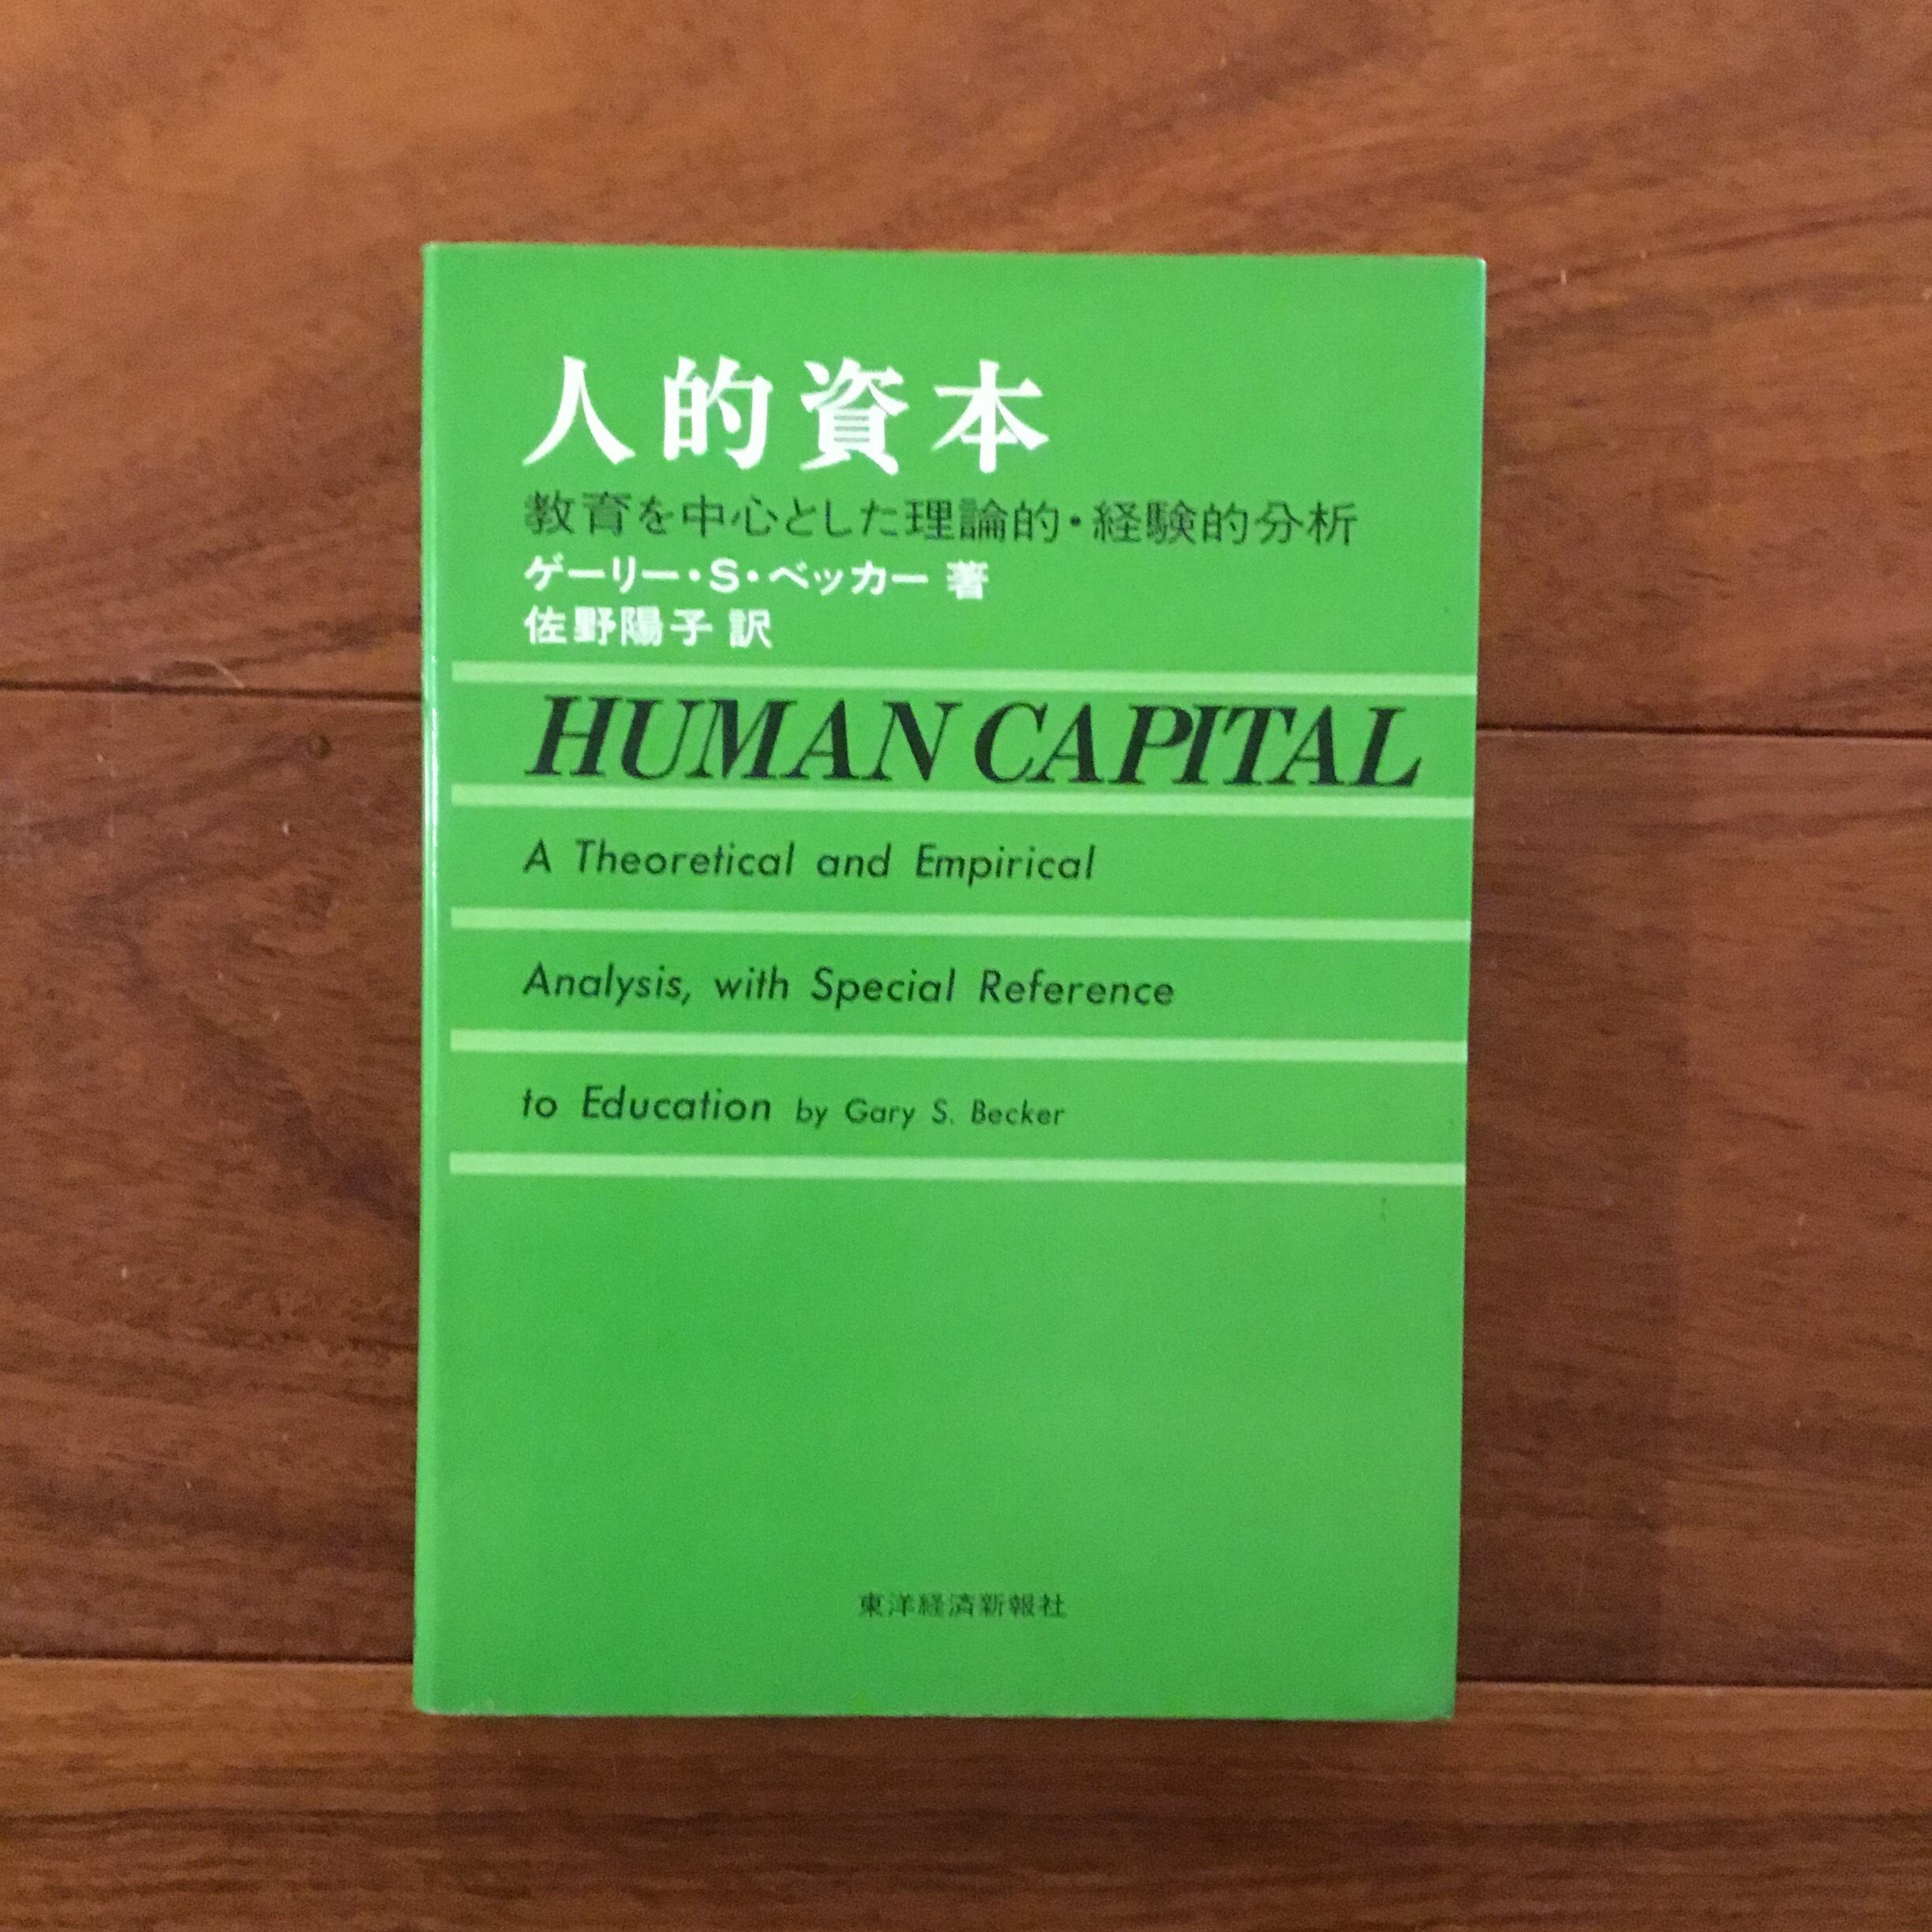 人的資本
教育を中心とした理論的・経験的分析
ゲーリー・S・ベッカー 著
佐野陽子 訳
HUMAN CAPITAL
A Theoretical and Empirical
Analysis, with Special Reference
to Education by Gary S. Becker
東洋経済新報社